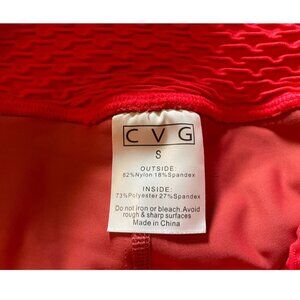 CVG
S
OUTSIDE:
82%Nylon 18%Spandex
INSIDE:
73%Polyester 27%Spandex
Do not Iron or bleach.Avoid
rough & sharp surfaces
Made in China